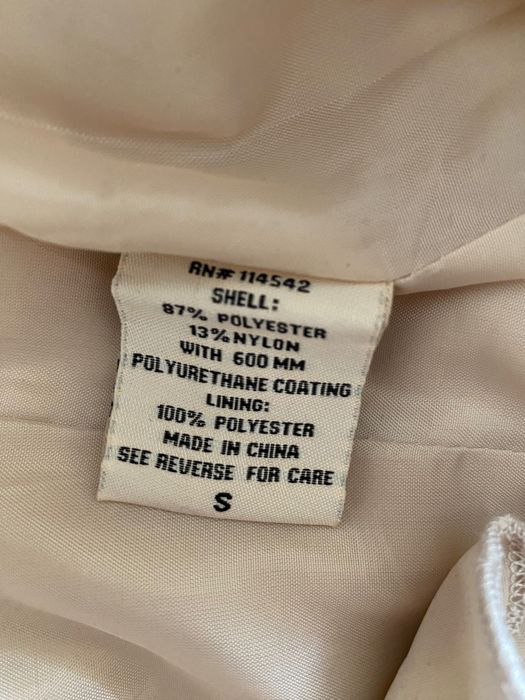 RN# 114542
SHELL:
87% POLYESTER
13% NYLON
WITH 600 MM
POLYURETHANE COATING
LINING:
100% POLYESTER
MADE IN CHINA
SEE REVERSE FOR CARE
S